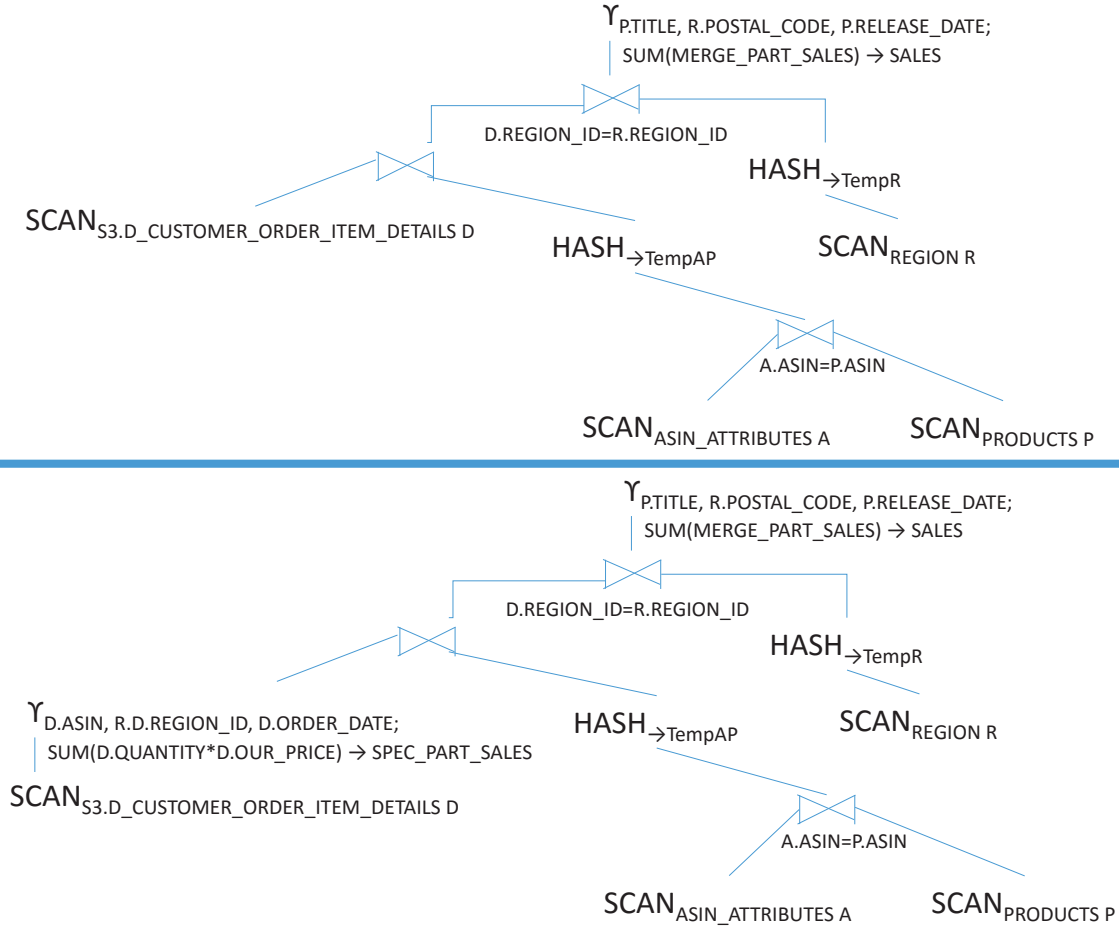 ϒP.TITLE, R.POSTAL_CODE, P.RELEASE_DATE;
SUM(MERGE_PART_SALES) → SALES
D.REGION_ID=R.REGION_ID
HASH→TempR
SCANS3.D_CUSTOMER_ORDER_ITEM_DETAILS D
HASH→TempAP
SCANREGION R
A.ASIN=P.ASIN
SCANASIN_ATTRIBUTES A
SCANPRODUCTS P
ϒP.TITLE, R.POSTAL_CODE, P.RELEASE_DATE;
SUM(MERGE_PART_SALES) → SALES
D.REGION_ID=R.REGION_ID
HASH→TempR
ϒD.ASIN, R.D.REGION_ID, D.ORDER_DATE;
SUM(D.QUANTITY*D.OUR_PRICE) → SPEC_PART_SALES
HASH→TempAP
SCANREGION R
SCANS3.D_CUSTOMER_ORDER_ITEM_DETAILS D
A.ASIN=P.ASIN
SCANASIN_ATTRIBUTES A
SCANPRODUCTS P